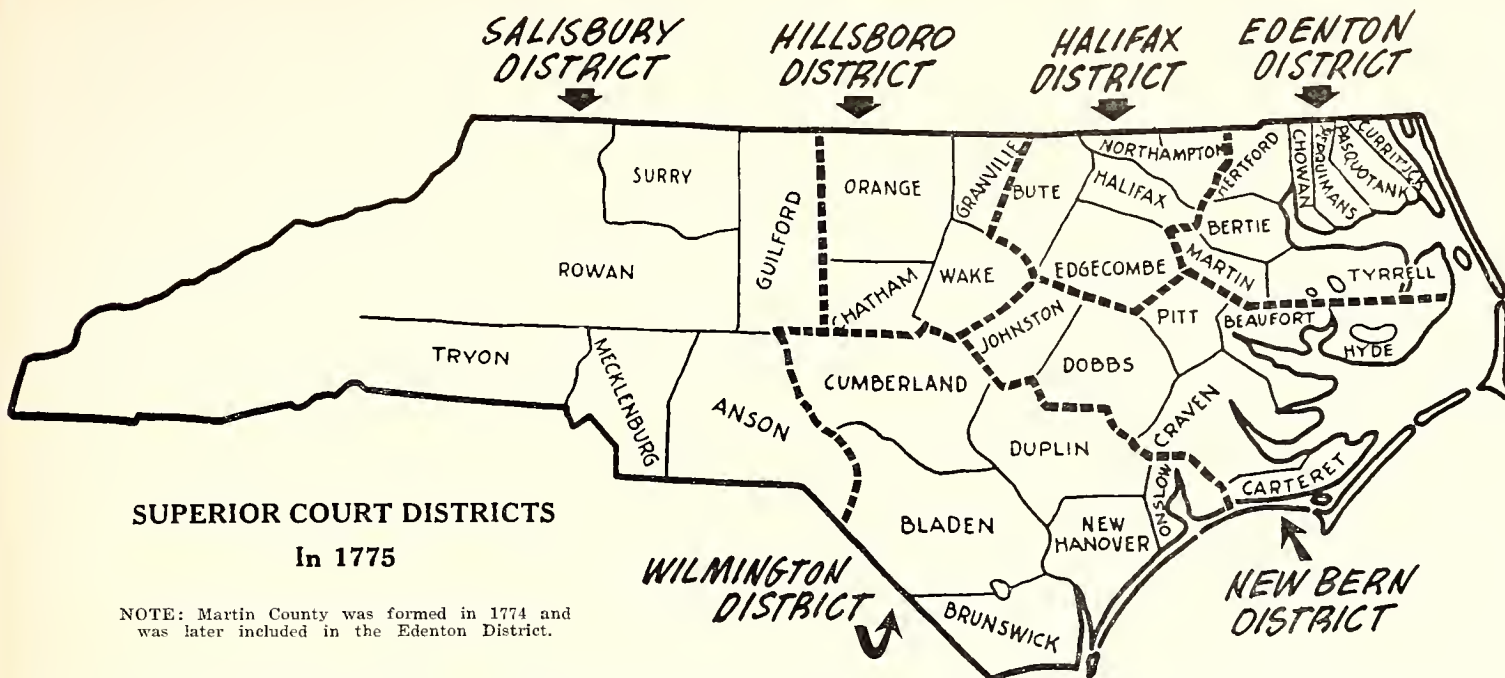 SALISBURY
DISTRICT
HILLSBORO
DISTRICT
HALIFAX
DISTRICT
EDENTON
DISTRICT
SURRY
ROWAN
GUILFORD
ORANGE
GRANVILLE
BUTE
NORTHAMPTON
HALIFAX
HERTFORD
CHOWAN
PERQUIMANS
PASQUOTANK
CURRITUCK
BERTIE
MARTIN
TYRRELL
EDGECOMBE
WAKE
CHATHAM
JOHNSTON
PITT
BEAUFORT
HYDE
TRYON
MECKLENBURG
ANSON
CUMBERLAND
DOBBS
CRAVEN
DUPLIN
ONSLOW
CARTERET
BLADEN
NEW
HANOVER
BRUNSWICK
WILMINGTON
DISTRICT
NEW BERN
DISTRICT
SUPERIOR COURT DISTRICTS
In 1775
NOTE: Martin County was formed in 1774 and
was later included in the Edenton District.